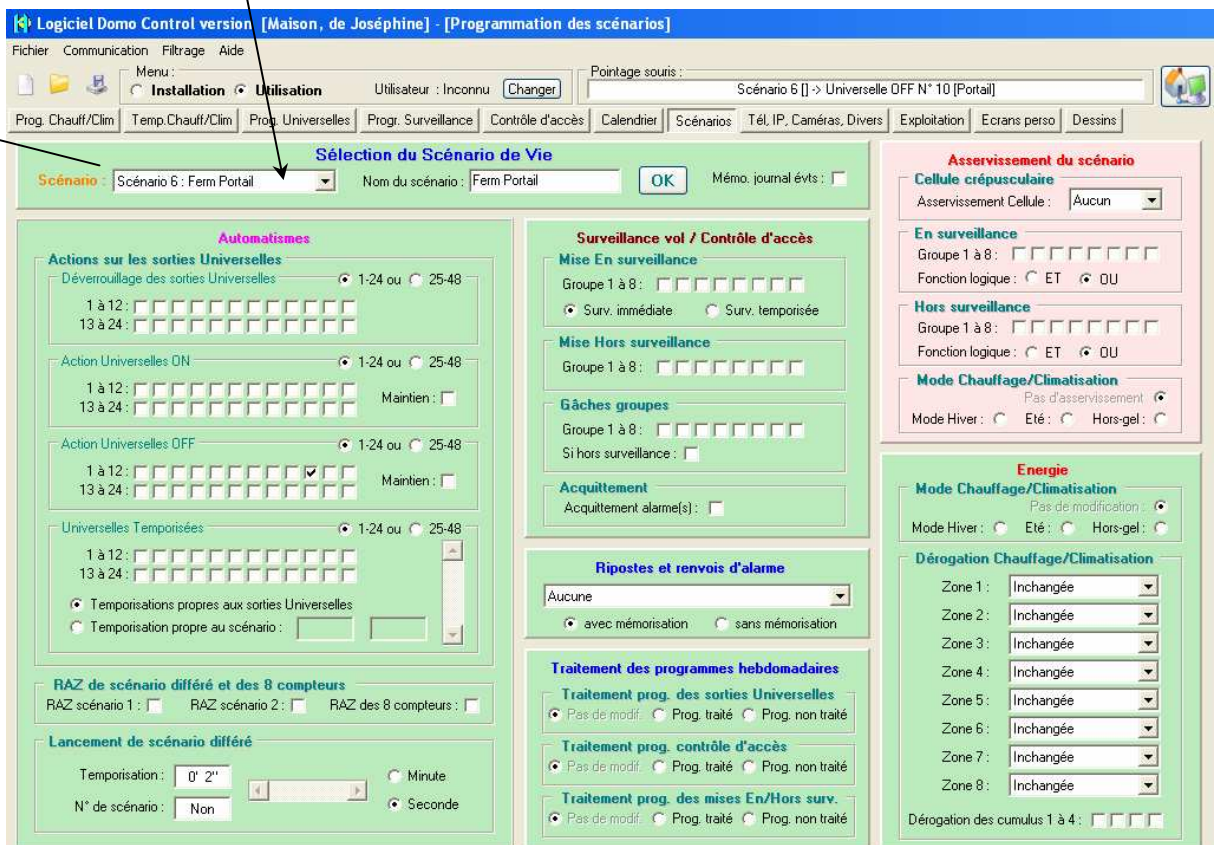 Logiciel Domo Control version [Maison, de Joséphine] - [Programmation des scénarios]
Fichier Communication Filtrage Aide
Menu :
Installation Utilisation Utilisateur : Inconnu Changer
Pointage souris :
Scénario 6 [] -> Universelle OFF N° 10 [Portail]
Prog. Chauff/Clim Temp.Chauff/Clim Prog. Universelles Progr. Surveillance Contrôle d'accès Calendrier Scénarios Tél, IP, Caméras, Divers Exploitation Ecrans perso Dessins
Sélection du Scénario de Vie
Scénario : Scénario 6 : Ferm Portail Nom du scénario : Ferm Portail OK Mémo. journal évts :
Automatismes
Actions sur les sorties Universelles
Déverrouillage des sorties Universelles 1-24 ou 25-48
1 à 12 :
13 à 24 :
Action Universelles ON 1-24 ou 25-48
1 à 12 :
13 à 24 : Maintien :
Action Universelles OFF 1-24 ou 25-48
1 à 12 :
13 à 24 : Maintien :
Universelles Temporisées 1-24 ou 25-48
1 à 12 :
13 à 24 :
Temporisations propres aux sorties Universelles
Temporisation propre au scénario :
RAZ de scénario différé et des 8 compteurs
RAZ scénario 1 : RAZ scénario 2 : RAZ des 8 compteurs :
Lancement de scénario différé
Temporisation : 0' 2'' Minute
N° de scénario : Non Seconde
Surveillance vol / Contrôle d'accès
Mise En surveillance
Groupe 1 à 8 :
Surv. immédiate Surv. temporisée
Mise Hors surveillance
Groupe 1 à 8 :
Gâches groupes
Groupe 1 à 8 :
Si hors surveillance :
Acquittement
Acquittement alarme(s) :
Ripostes et renvois d'alarme
Aucune
avec mémorisation sans mémorisation
Traitement des programmes hebdomadaires
Traitement prog. des sorties Universelles
Pas de modif. Prog. traité Prog. non traité
Traitement prog. contrôle d'accès
Pas de modif. Prog. traité Prog. non traité
Traitement prog. des mises En/Hors surv.
Pas de modif. Prog. traité Prog. non traité
Asservissement du scénario
Cellule crépusculaire
Asservissement Cellule : Aucun
En surveillance
Groupe 1 à 8 :
Fonction logique : ET OU
Hors surveillance
Groupe 1 à 8 :
Fonction logique : ET OU
Mode Chauffage/Climatisation
Pas d'asservissement
Mode Hiver : Eté : Hors-gel :
Energie
Mode Chauffage/Climatisation
Pas de modification :
Mode Hiver : Eté : Hors-gel :
Dérogation Chauffage/Climatisation
Zone 1 : Inchangée
Zone 2 : Inchangée
Zone 3 : Inchangée
Zone 4 : Inchangée
Zone 5 : Inchangée
Zone 6 : Inchangée
Zone 7 : Inchangée
Zone 8 : Inchangée
Dérogation des cumulus 1 à 4 :